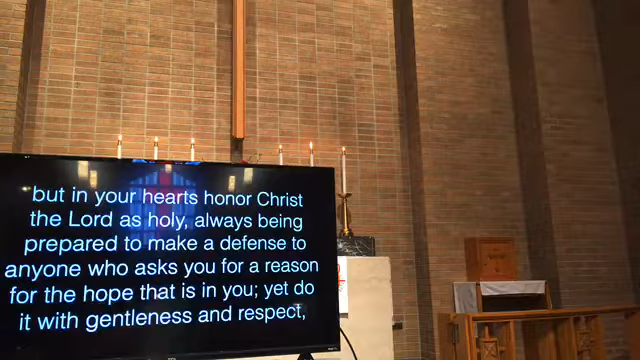 but in your hearts honor Christ
the Lord as holy, always being
prepared to make a defense to
anyone who asks you for a reason
for the hope that is in you; yet do
it with gentleness and respect,